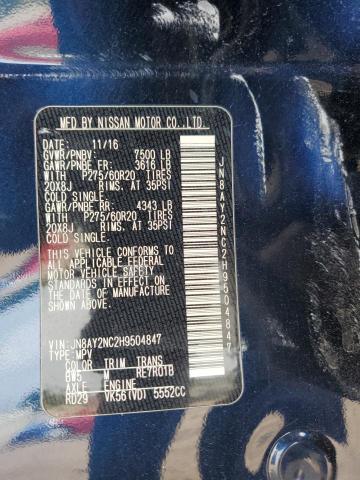 MFD BY NISSAN MOTOR CO., LTD.
DATE: 11/16
GVWR/PNBV: 7500 LB
GAWR/PNBE FR: 3616 LB
WITH P275/60R20 TIRES
20X8J RIMS. AT 35PSI
COLD SINGLE.
GAWR/PNBE RR: 4343 LB
WITH P275/60R20 TIRES
20X8J RIMS. AT 35PSI
COLD SINGLE.
THIS VEHICLE CONFORMS TO
ALL APPLICABLE FEDERAL
MOTOR VEHICLE SAFETY
STANDARDS IN EFFECT ON
THE DATE OF MANUFACTURE
SHOWN ABOVE.
VIN: JN8AY2NC2H9504847
TYPE: MPV
COLOR TRIM TRANS
BW5 M RE7R01B
AXLE ENGINE
RD29 VK56(VD) 5552CC
JN8AY2NC2H9504847